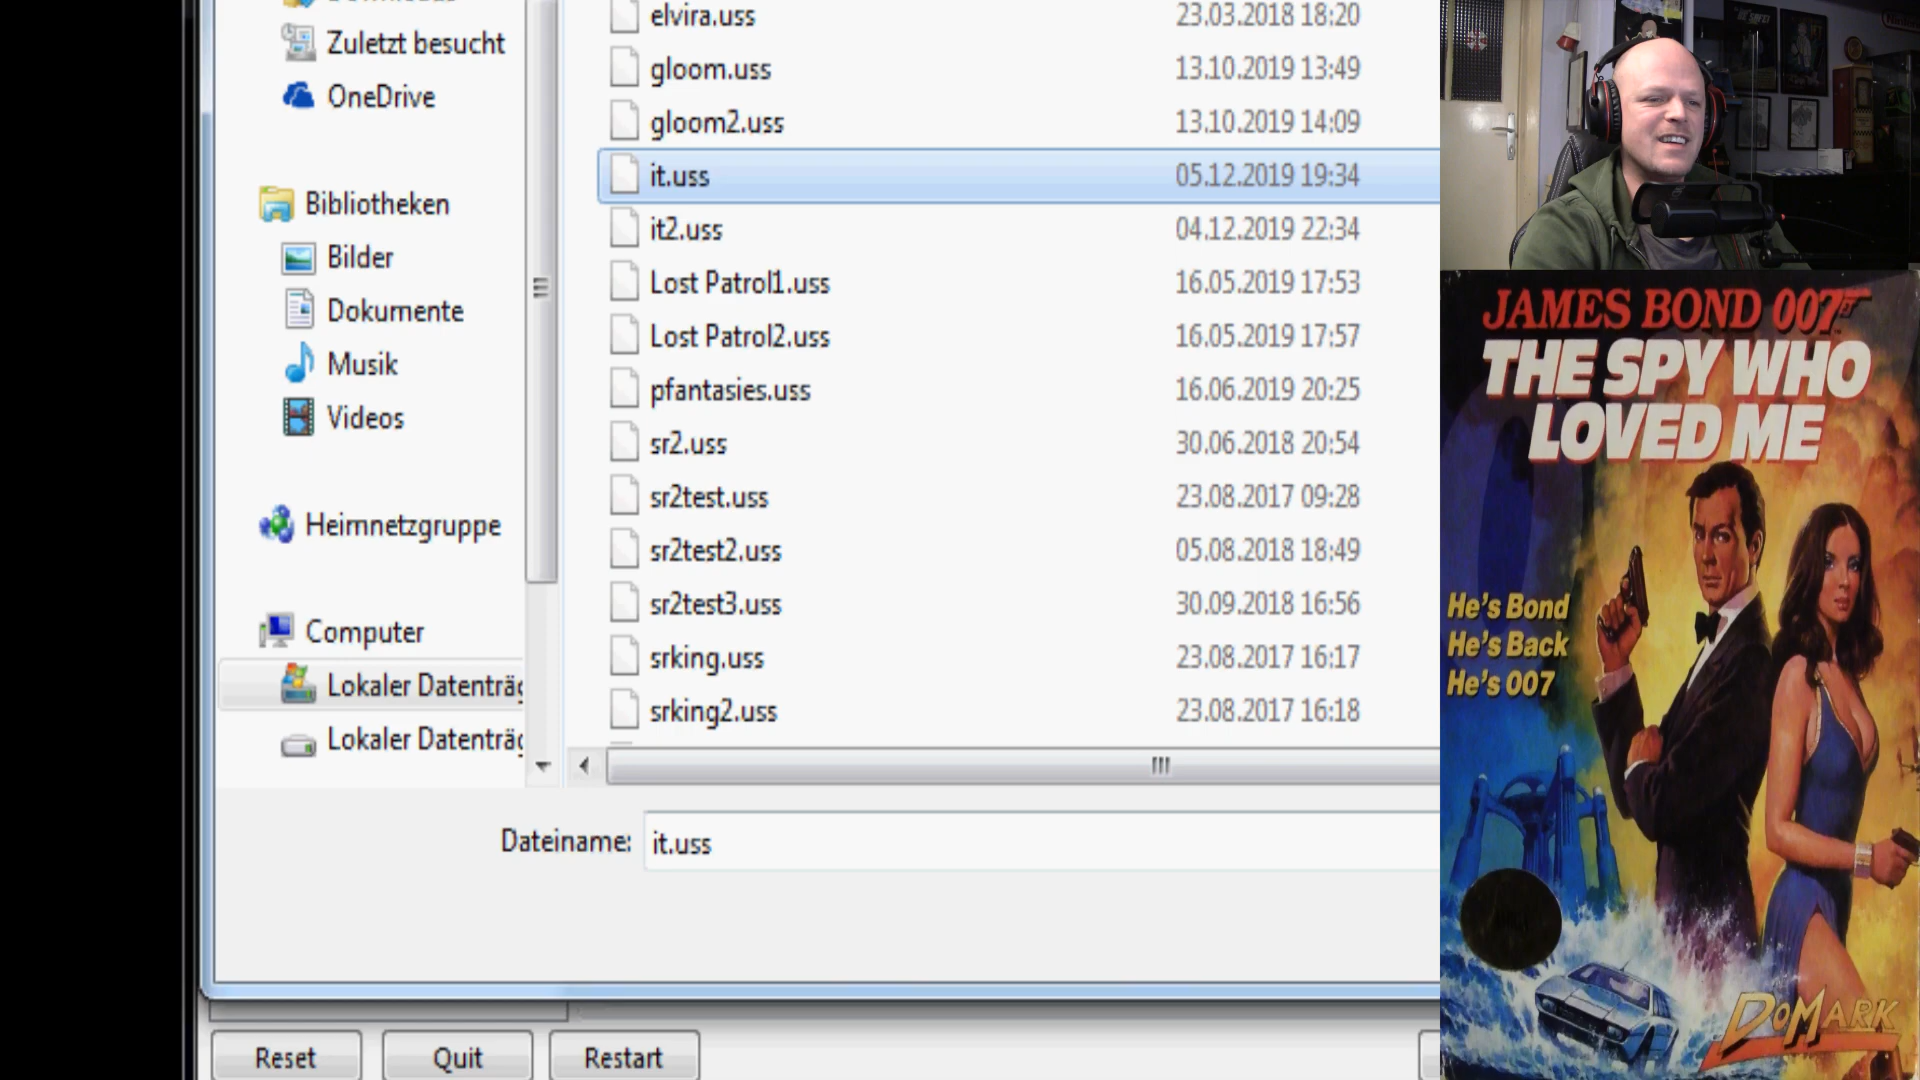 Zuletzt besucht
OneDrive
Bibliotheken
Bilder
Dokumente
Musik
Videos
Heimnetzgruppe
Computer
Lokaler Datenträg
Lokaler Datenträg
elvira.uss 23.03.2018 18:20
gloom.uss 13.10.2019 13:49
gloom2.uss 13.10.2019 14:09
it.uss 05.12.2019 19:34
it2.uss 04.12.2019 22:34
Lost Patrol1.uss 16.05.2019 17:53
Lost Patrol2.uss 16.05.2019 17:57
pfantasies.uss 16.06.2019 20:25
sr2.uss 30.06.2018 20:54
sr2test.uss 23.08.2017 09:28
sr2test2.uss 05.08.2018 18:49
sr2test3.uss 30.09.2018 16:56
srking.uss 23.08.2017 16:17
srking2.uss 23.08.2017 16:18
Dateiname: it.uss
Reset Quit Restart
JAMES BOND 007
THE SPY WHO
LOVED ME
He's Bond
He's Back
He's 007
DOMARK